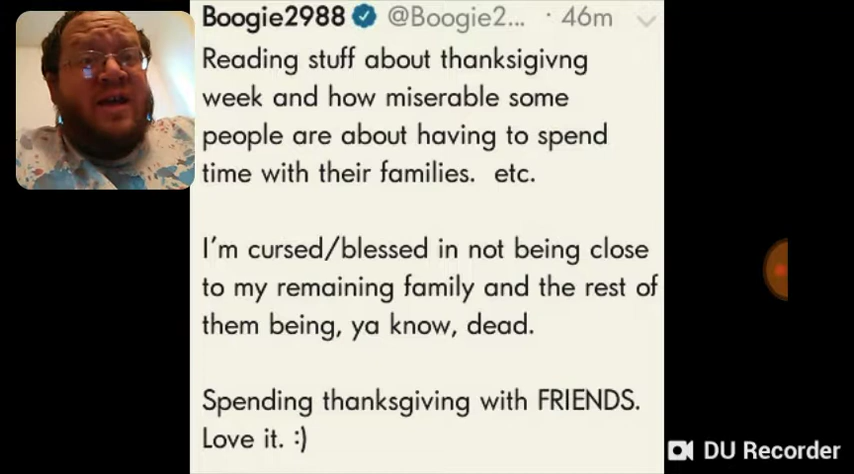 Boogie2988 @Boogie2... · 46m
Reading stuff about thanksigivng
week and how miserable some
people are about having to spend
time with their families.  etc.
I'm cursed/blessed in not being close
to my remaining family and the rest of
them being, ya know, dead.
Spending thanksgiving with FRIENDS.
Love it. :)
DU Recorder